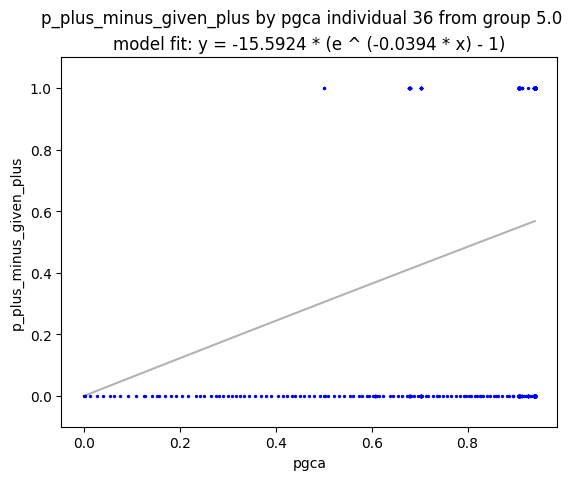 p_plus_minus_given_plus by pgca individual 36 from group 5.0
model fit: y = -15.5924 * (e ^ (-0.0394 * x) - 1)
1.0
0.8
0.6
0.4
0.2
0.0
p_plus_minus_given_plus
0.0 0.2 0.4 0.6 0.8
pgca